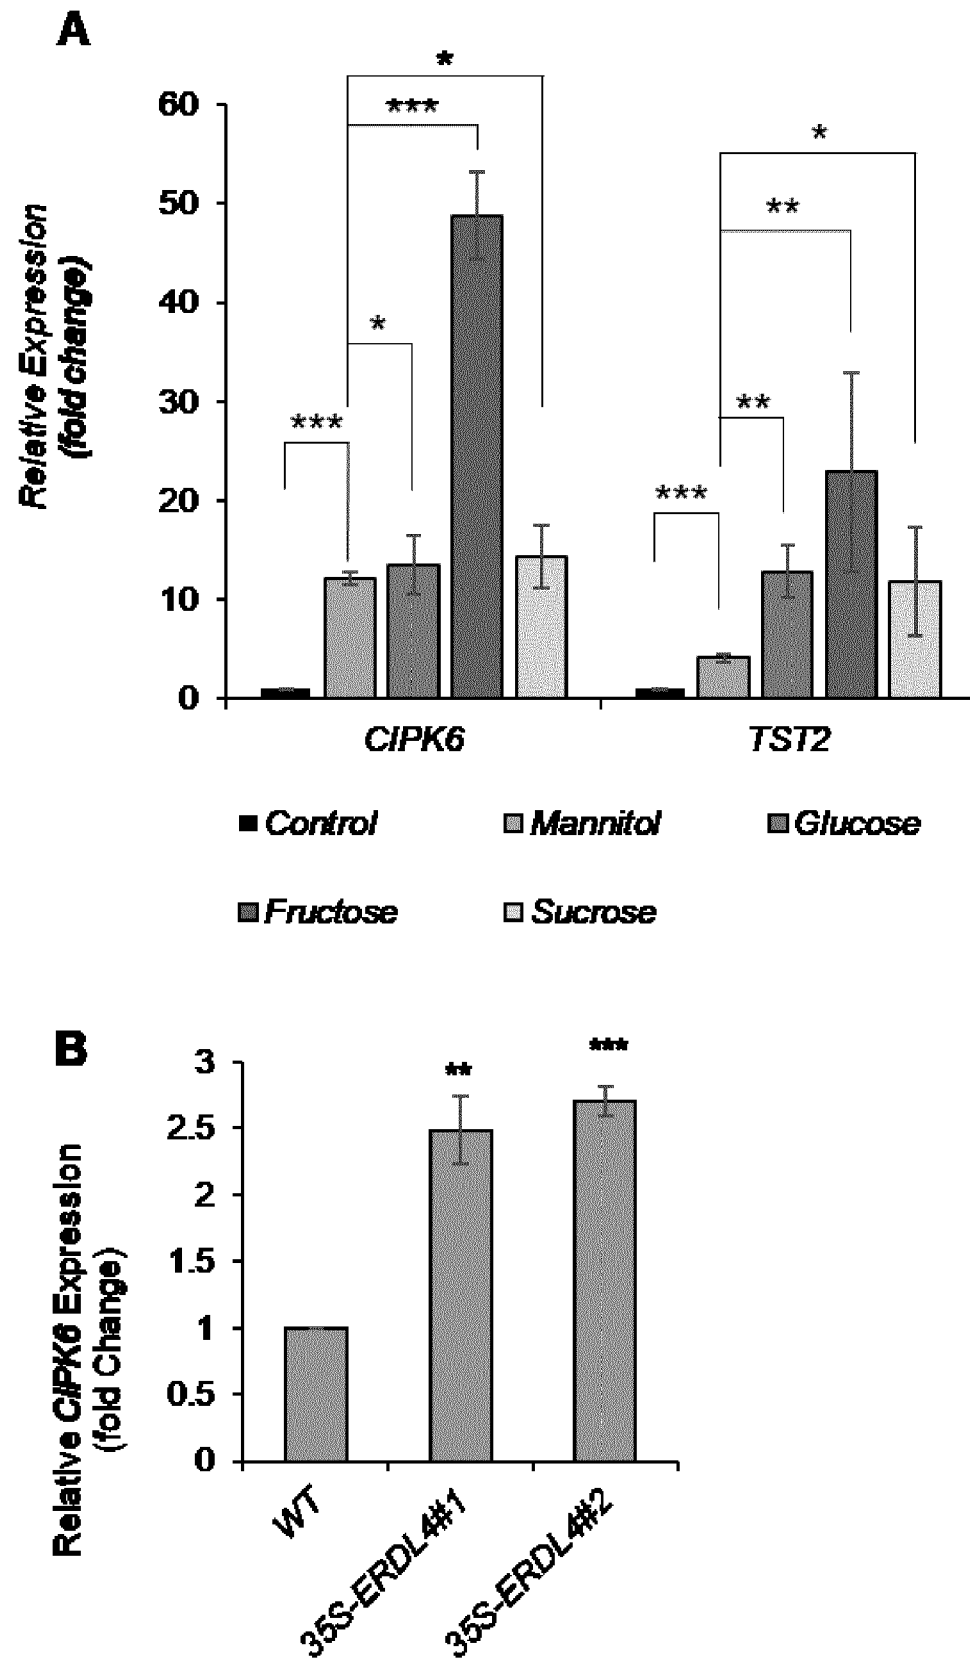 A
*
***
60
*
50
**
40
*
30
***
**
20
***
10
0
Relative Expression
(fold change)
CIPK6 TST2
Control Mannitol Glucose
Fructose Sucrose
B
3
**
***
2.5
2
1.5
1
0.5
0
Relative CIPK6 Expression
(fold Change)
WT
35S-ERDL4#1
35S-ERDL4#2